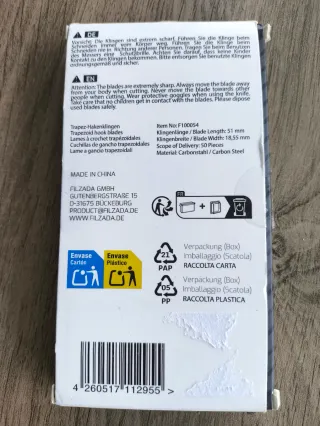 DE
Vorsicht: Die Klingen sind extrem scharf. Führen Sie die Klinge beim
Schneiden immer vom Körper weg. Führen Sie die Klinge beim
Schneiden nie in Richtung anderer Personen. Tragen Sie beim Benutzen
des Messers eine Schutzbrille. Achten Sie darauf, dass keine Kinder
Kontakt zu den Klingen bekommen. Bitte entsorgen Sie benutzte Klingen
ordnungsgemäß und sicher.
EN
Attention: The blades are extremely sharp. Always move the blade away
from your body when cutting. Never move the blade towards other
people when cutting. Wear protective goggles when using the knife.
Take care that no children get in contact with the blades. Please dipose
used blades safely.
Trapez-Hakenklingen
Trapezoid hook blades
Lames à crochet trapézoïdales
Cuchillas de gancho trapezoidales
Lame a gancio trapezoidali
Item No: F100054
Klingenlänge / Blade Length: 51 mm
Klingenbreite / Blade Width: 18,55 mm
Scope of Delivery: 50 Pieces
Material: Carbonstahl / Carbon Steel
MADE IN CHINA
FILZADA GMBH
GUTENBERGSTRAßE 15
D-31675 BÜCKEBURG
PRODUCT@FILZADA.DE
WWW.FILZADA.COM
Envase
Cartón
Envase
Plástico
21
PAP
Verpackung (Box)
Imballaggio (Scatola)
RACCOLTA CARTA
05
PP
Verpackung (Box)
Imballaggio (Scatola)
RACCOLTA PLASTICA
4 260517 112955 >